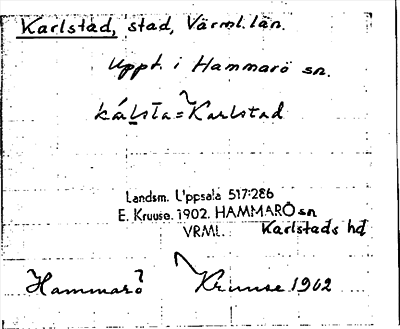 Karlstad, stad, Värml. län.
Uppt. i Hammarö sn.
kálsta = Karlstad
Landsm. Uppsala 517:286
E. Kruuse. 1902. HAMMARÖ sn
VRML. Karlstads hd
Hammarö Kruuse 1902